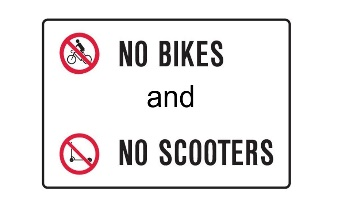 NO BIKES
and
NO SCOOTERS